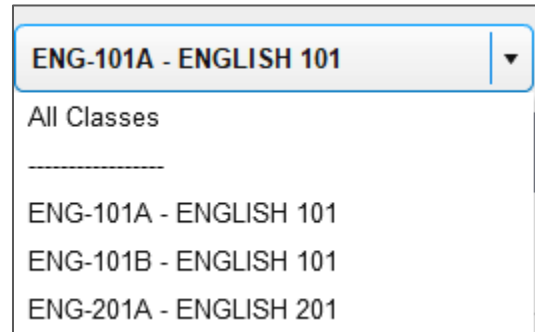 ENG-101A - ENGLISH 101
All Classes
-----------------
ENG-101A - ENGLISH 101
ENG-101B - ENGLISH 101
ENG-201A - ENGLISH 201